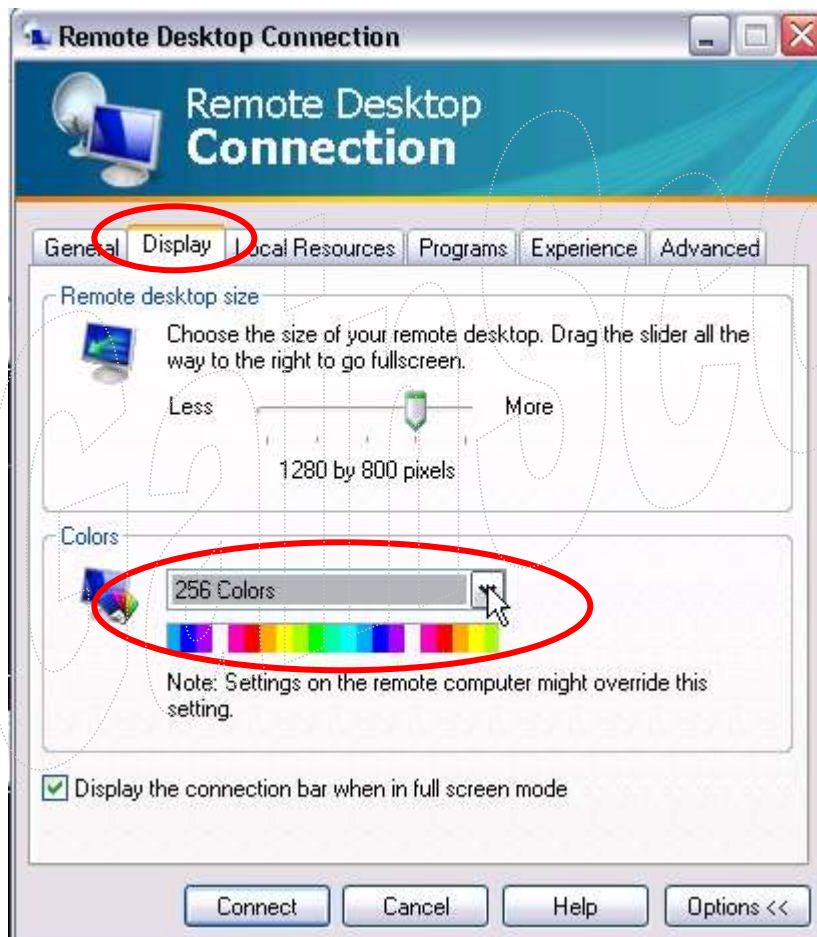 Remote Desktop Connection
Remote Desktop
Connection
General Display Local Resources Programs Experience Advanced
Remote desktop size
Choose the size of your remote desktop. Drag the slider all the
way to the right to go fullscreen.
Less More
1280 by 800 pixels
Colors
256 Colors
Note: Settings on the remote computer might override this
setting.
Display the connection bar when in full screen mode
Connect Cancel Help Options <<